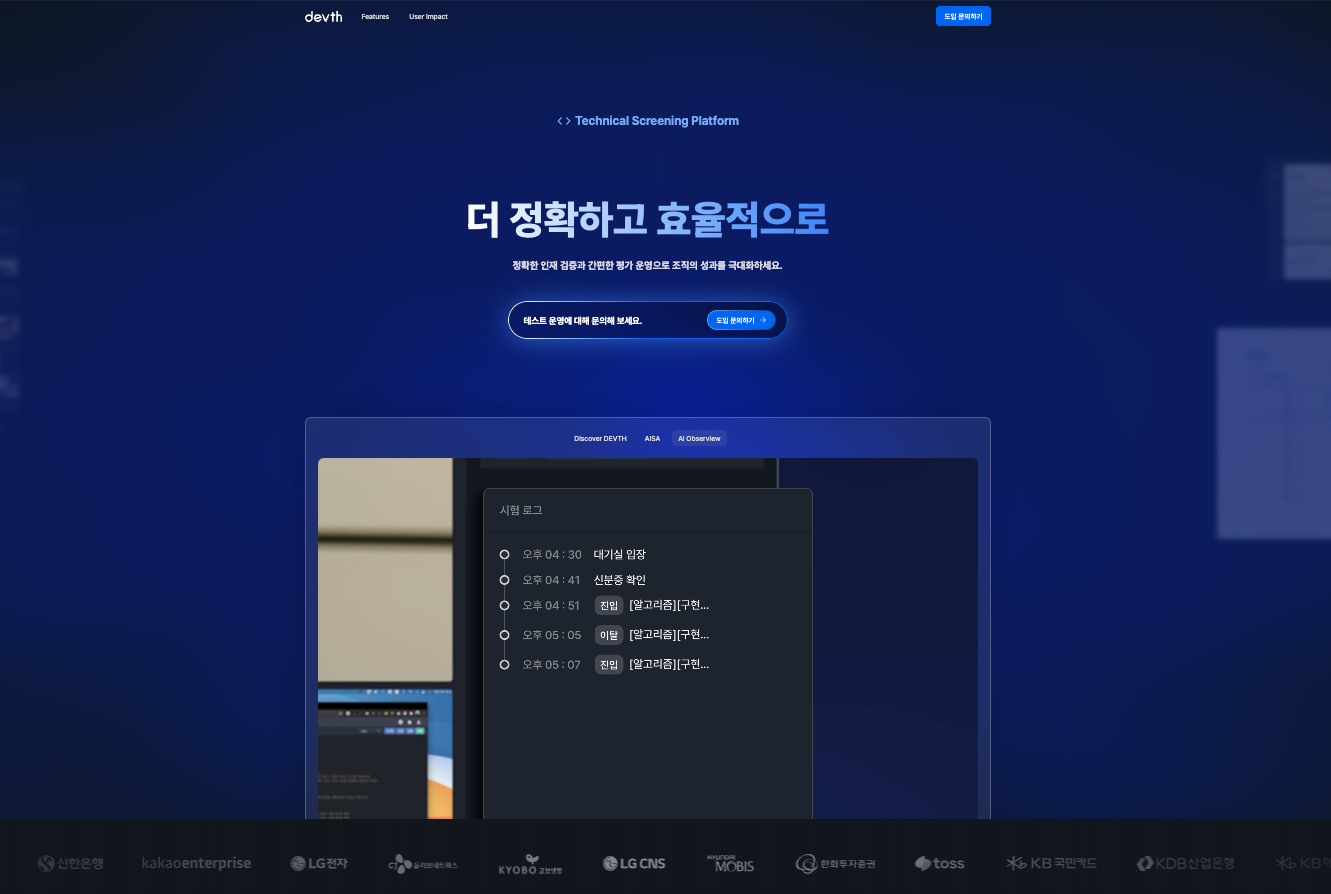 devth Features User Impact 도입 문의하기
Technical Screening Platform
더 정확하고 효율적으로
정확한 인재 검증과 간편한 평가 운영으로 조직의 성과를 극대화하세요.
테스트 운영에 대해 문의해 보세요. 도입 문의하기
Discover DEVTH AISA AI Obserview
시험 로그
오후 04 : 30 대기실 입장
오후 04 : 41 신분증 확인
오후 04 : 51 진입 [알고리즘][구현...
오후 05 : 05 이탈 [알고리즘][구현...
오후 05 : 07 진입 [알고리즘][구현...
신한은행 kakaoenterprise LG전자 CJ 올리브네트웍스 KYOBO 교보생명 LG CNS HYUNDAI MOBIS 한화투자증권 toss KB국민카드 KDB산업은행